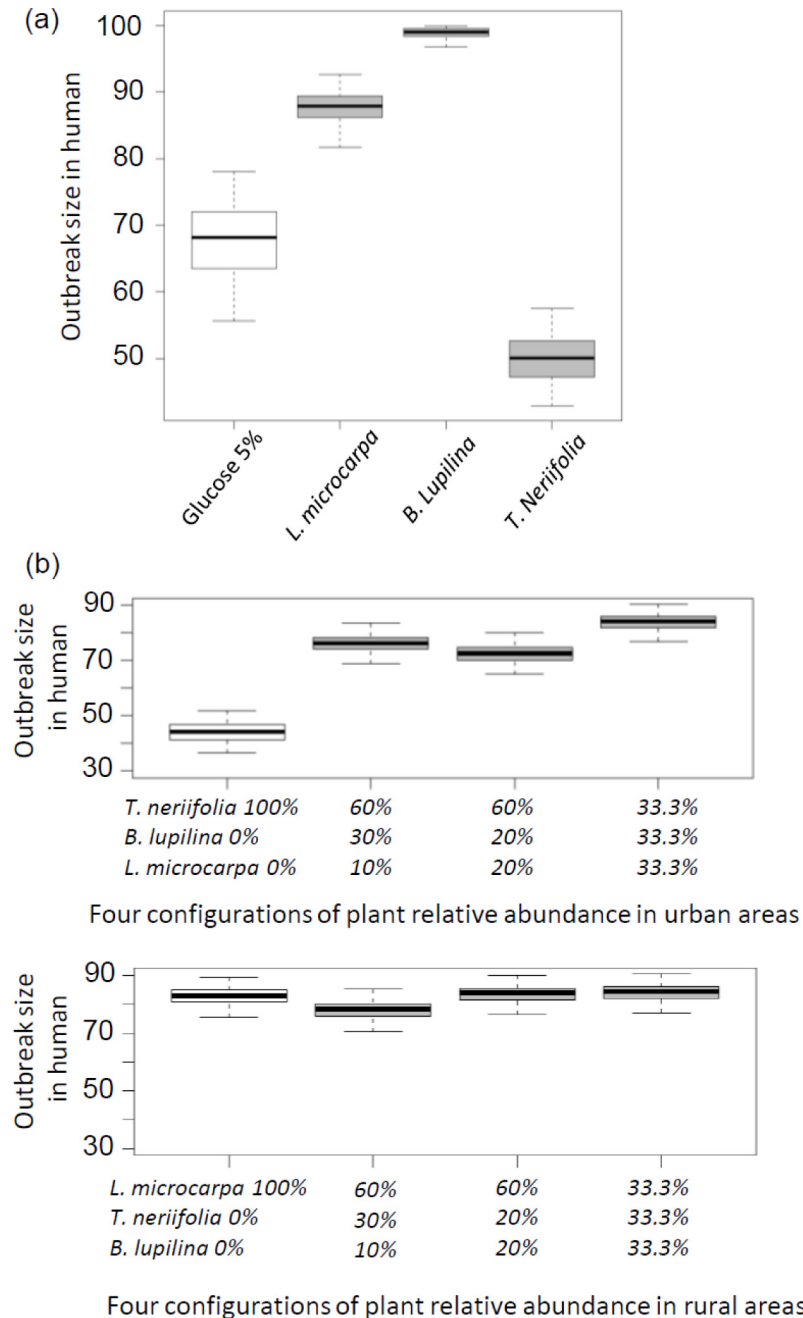 (a)
Outbreak size in human
100
90
80
70
60
50
Glucose 5%
L. microcarpa
B. Lupilina
T. Neriifolia
(b)
Outbreak size
in human
90
70
50
30
T. neriifolia 100% 60% 60% 33.3%
B. lupilina 0% 30% 20% 33.3%
L. microcarpa 0% 10% 20% 33.3%
Four configurations of plant relative abundance in urban areas
Outbreak size
in human
90
70
50
30
L. microcarpa 100% 60% 60% 33.3%
T. neriifolia 0% 30% 20% 33.3%
B. lupilina 0% 10% 20% 33.3%
Four configurations of plant relative abundance in rural areas